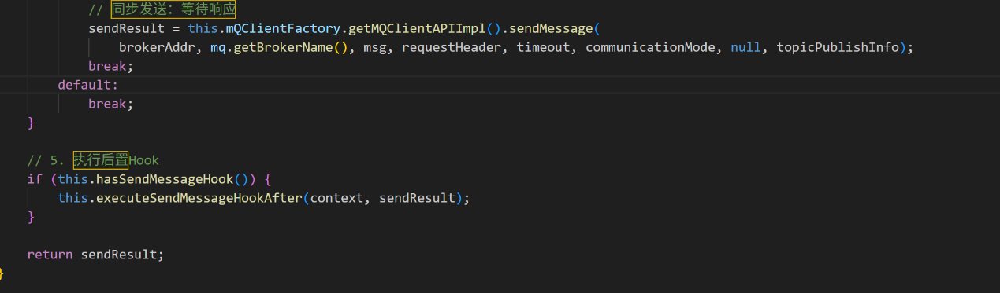 // 同步发送: 等待响应
sendResult = this.mQClientFactory.getMQClientAPIImpl().sendMessage(
brokerAddr, mq.getBrokerName(), msg, requestHeader, timeout, communicationMode, null, topicPublishInfo);
break;
default:
break;
}
// 5. 执行后置Hook
if (this.hasSendMessageHook()) {
this.executeSendMessageHookAfter(context, sendResult);
}
return sendResult;
}